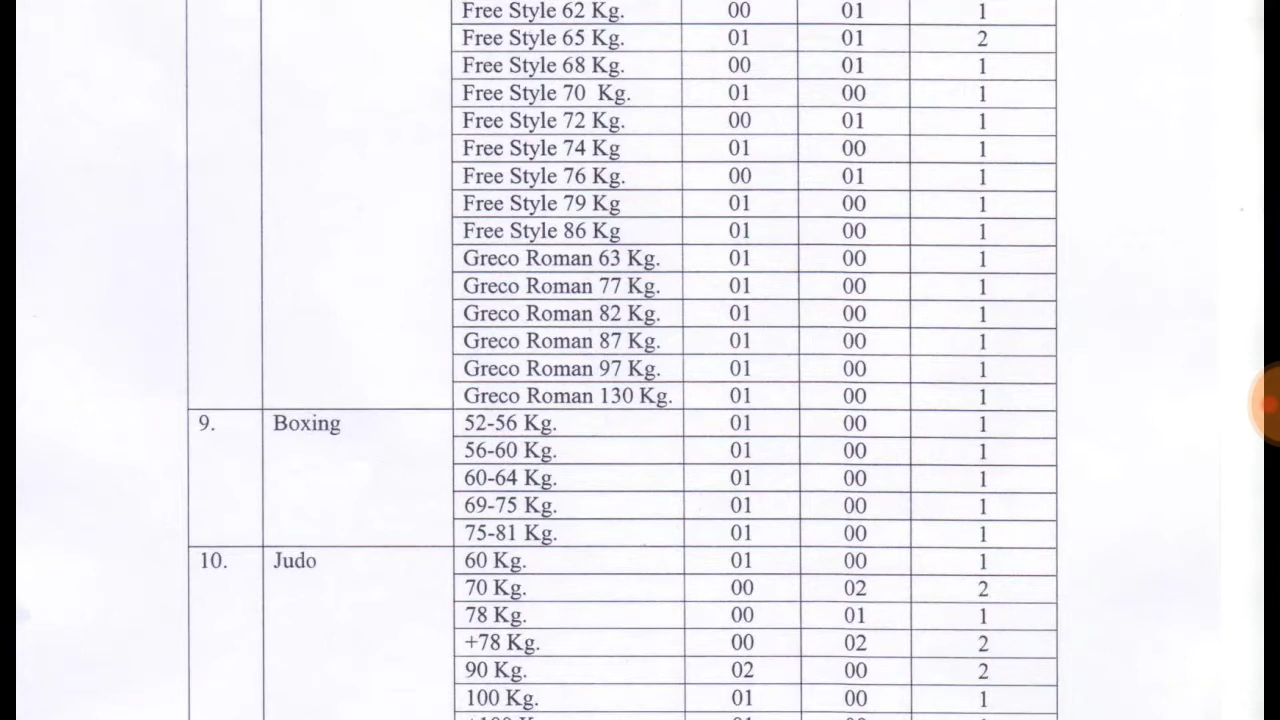 Free Style 62 Kg. 00 01 1
Free Style 65 Kg. 01 01 2
Free Style 68 Kg. 00 01 1
Free Style 70 Kg. 01 00 1
Free Style 72 Kg. 00 01 1
Free Style 74 Kg 01 00 1
Free Style 76 Kg. 00 01 1
Free Style 79 Kg 01 00 1
Free Style 86 Kg 01 00 1
Greco Roman 63 Kg. 01 00 1
Greco Roman 77 Kg. 01 00 1
Greco Roman 82 Kg. 01 00 1
Greco Roman 87 Kg. 01 00 1
Greco Roman 97 Kg. 01 00 1
Greco Roman 130 Kg. 01 00 1
9. Boxing 52-56 Kg. 01 00 1
56-60 Kg. 01 00 1
60-64 Kg. 01 00 1
69-75 Kg. 01 00 1
75-81 Kg. 01 00 1
10. Judo 60 Kg. 01 00 1
70 Kg. 00 02 2
78 Kg. 00 01 1
+78 Kg. 00 02 2
90 Kg. 02 00 2
100 Kg. 01 00 1